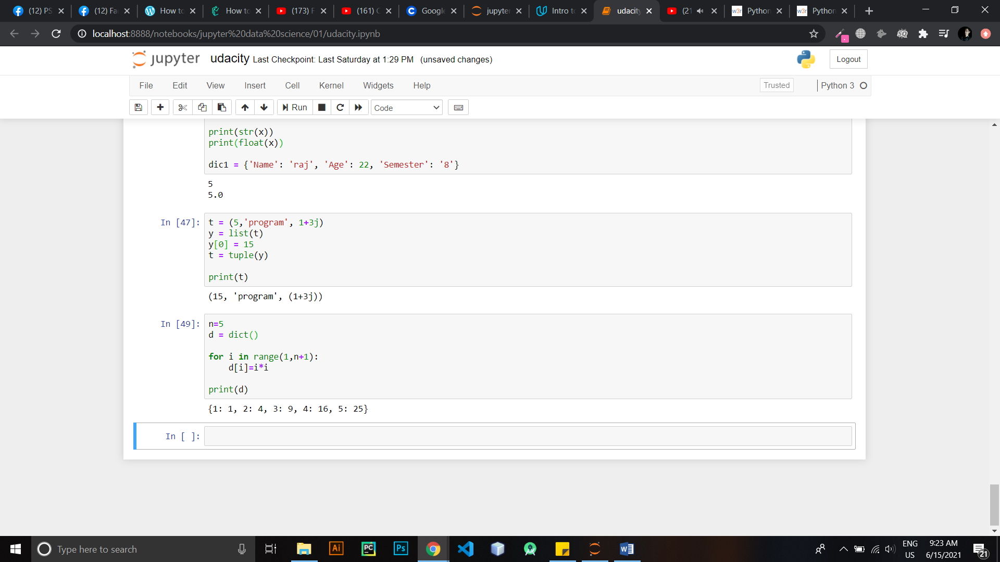 (12) PS
(12) Fa
How to
How to
(173) F
(161) C
Google
jupyter
Intro to
udacity
(21
w3r Python
w3r Python
localhost:8888/notebooks/jupyter%20data%20science/01/udacity.ipynb
jupyter udacity Last Checkpoint: Last Saturday at 1:29 PM (unsaved changes)
Logout
File Edit View Insert Cell Kernel Widgets Help
Trusted
Python 3
Run
Code
print(str(x))
print(float(x))
dic1 = {'Name': 'raj', 'Age': 22, 'Semester': '8'}
5
5.0
In [47]:
t = (5,'program', 1+3j)
y = list(t)
y[0] = 15
t = tuple(y)
print(t)
(15, 'program', (1+3j))
In [49]:
n=5
d = dict()
for i in range(1,n+1):
    d[i]=i*i
print(d)
{1: 1, 2: 4, 3: 9, 4: 16, 5: 25}
In [ ]:
Type here to search
Ai
PC
Ps
ENG
US
9:23 AM
6/15/2021
21